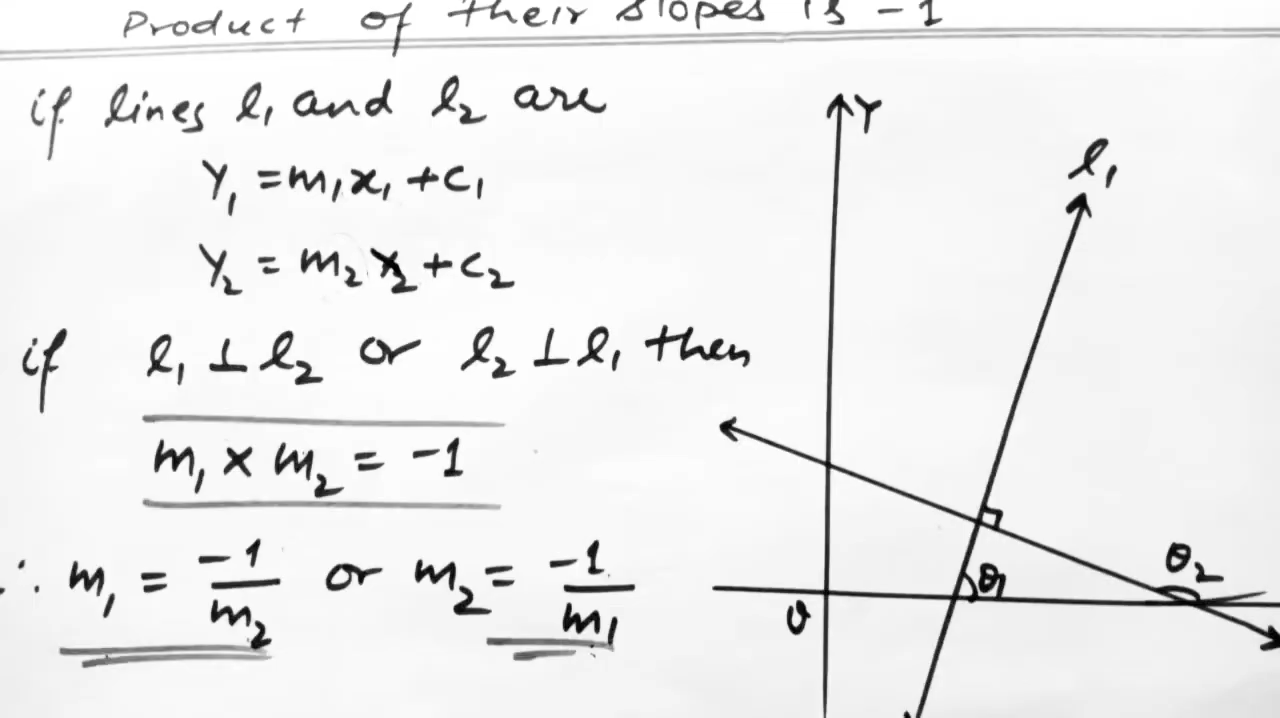 Product of their slopes is -1
if lines l₁ and l₂ are
Y₁ = m₁x₁ + c₁
Y₂ = m₂x₂ + c₂
if l₁ ⊥ l₂ or l₂ ⊥ l₁ then
m₁ × m₂ = -1
∴ m₁ = -1/m₂ or m₂ = -1/m₁
Y
l₁
θ₂
θ₁
O